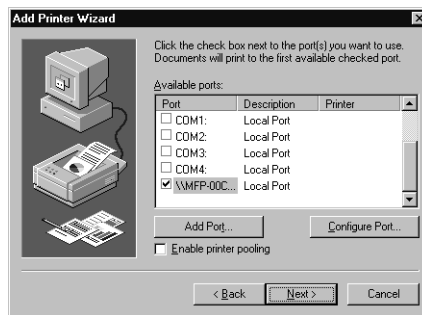 Add Printer Wizard
Click the check box next to the port(s) you want to use.
Documents will print to the first available checked port.
Available ports:
Port Description Printer
COM1: Local Port
COM2: Local Port
COM3: Local Port
COM4: Local Port
\\MFP-00C... Local Port
Add Port... Configure Port...
Enable printer pooling
< Back Next > Cancel